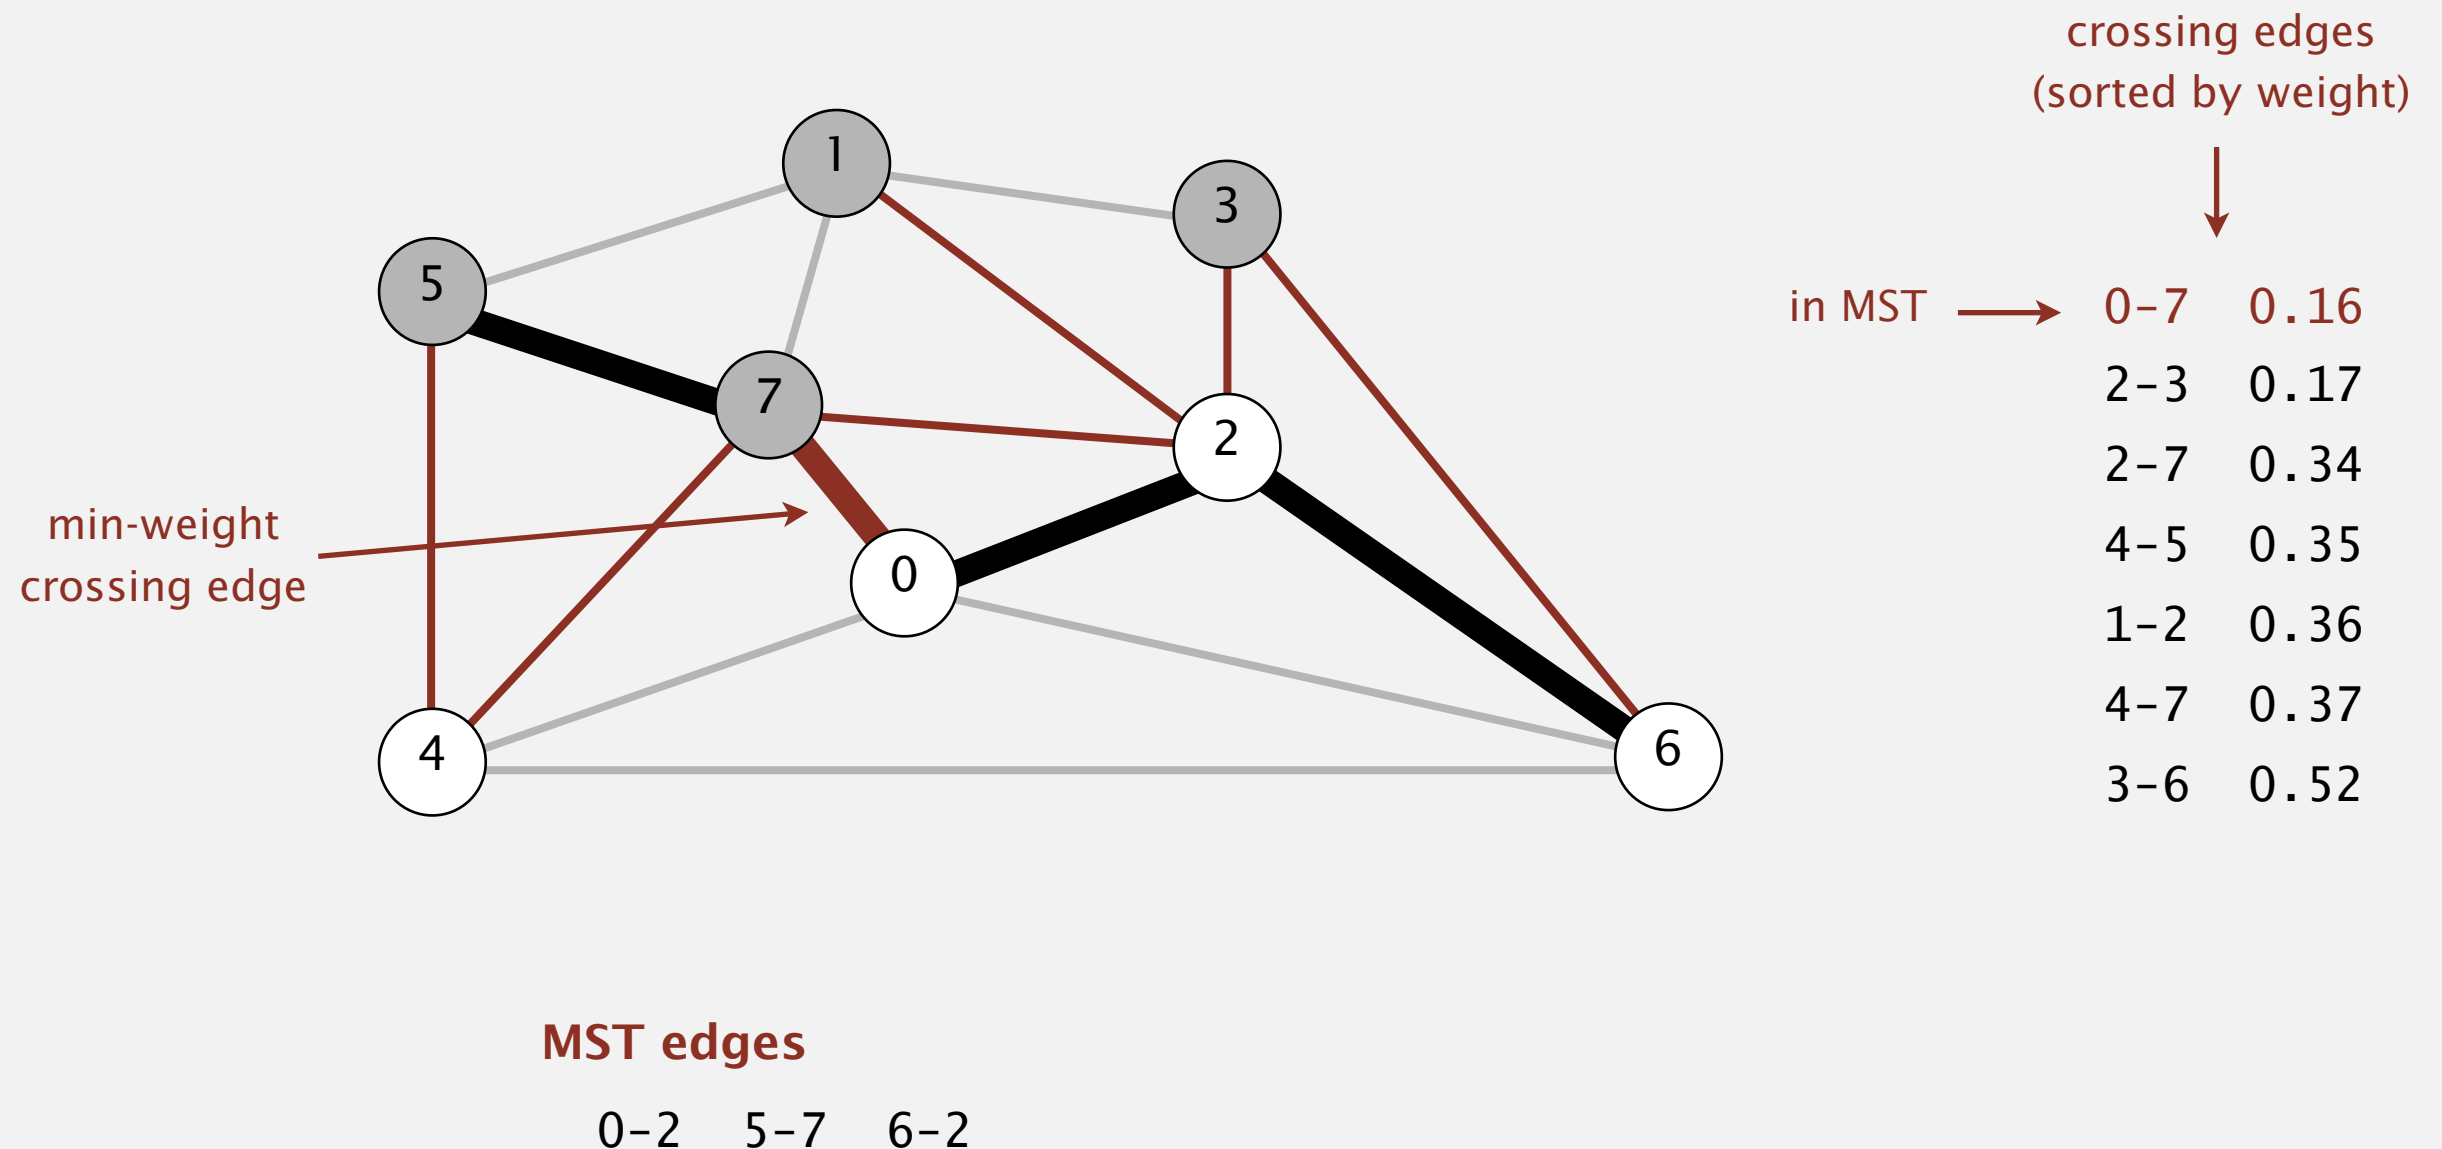 crossing edges
(sorted by weight)
1
3
5
in MST
0-7 0.16
2-3 0.17
7
2
2-7 0.34
min-weight
crossing edge
4-5 0.35
0
1-2 0.36
4-7 0.37
4
6
3-6 0.52
MST edges
0-2 5-7 6-2